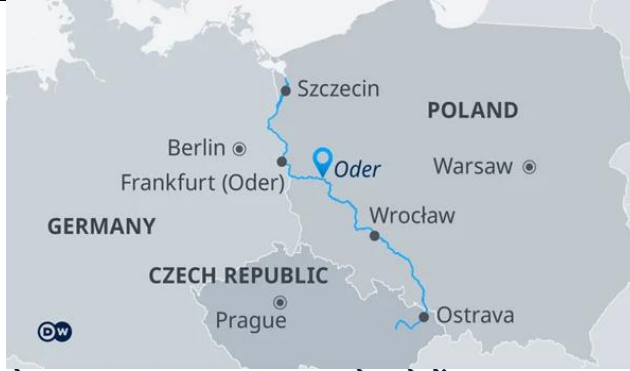 Szczecin
POLAND
Berlin
Oder
Warsaw
Frankfurt (Oder)
Wrocław
GERMANY
CZECH REPUBLIC
Prague
Ostrava
DW